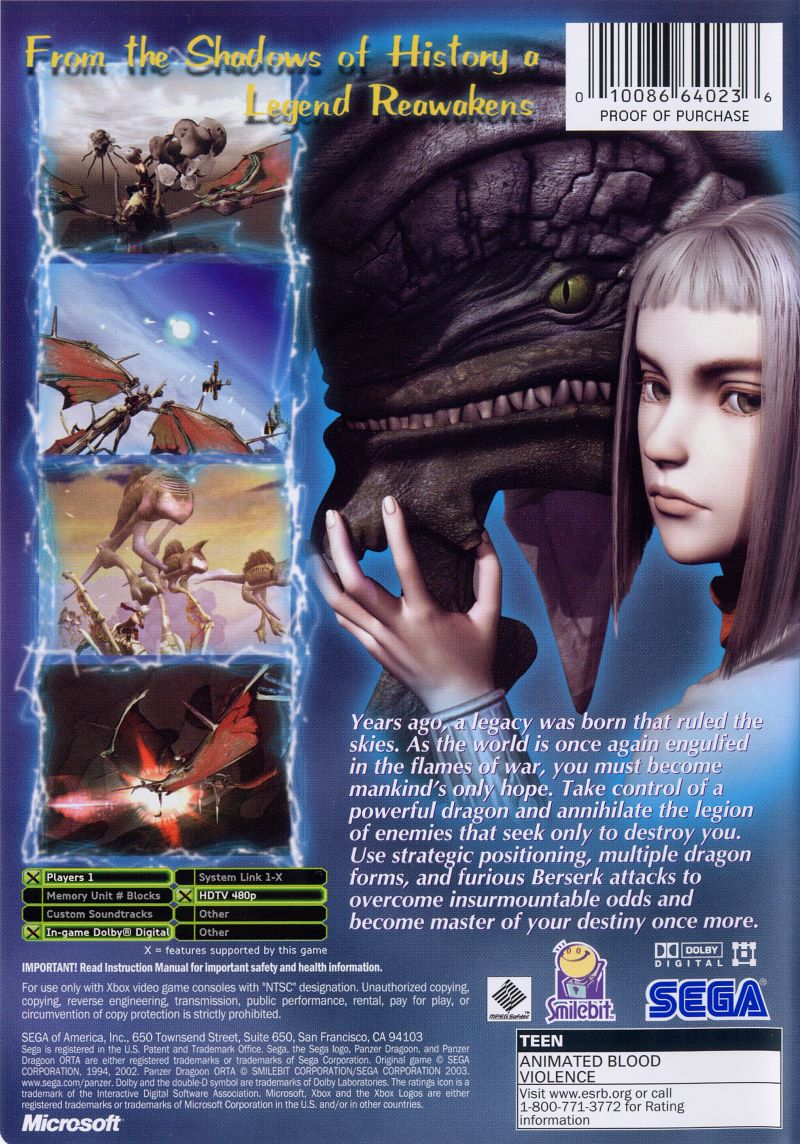 From the Shadows of History a
Legend Reawakens
0 10086 64023 6
PROOF OF PURCHASE
Years ago, a legacy was born that ruled the
skies. As the world is once again engulfed
in the flames of war, you must become
mankind's only hope. Take control of a
powerful dragon and annihilate the legion
of enemies that seek only to destroy you.
Use strategic positioning, multiple dragon
forms, and furious Berserk attacks to
overcome insurmountable odds and
become master of your destiny once more.
X Players 1
System Link 1-X
Memory Unit # Blocks
X HDTV 480p
Custom Soundtracks
Other
X In-game Dolby® Digital
Other
X = features supported by this game
IMPORTANT! Read Instruction Manual for important safety and health information.
For use only with Xbox video game consoles with "NTSC" designation. Unauthorized copying,
copying, reverse engineering, transmission, public performance, rental, pay for play, or
circumvention of copy protection is strictly prohibited.
SEGA of America, Inc., 650 Townsend Street, Suite 650, San Francisco, CA 94103
Sega is registered in the U.S. Patent and Trademark Office. Sega, the Sega logo, Panzer Dragoon, and Panzer
Dragoon ORTA are either registered trademarks or trademarks of Sega Corporation. Original game © SEGA
CORPORATION, 1994, 2002. Panzer Dragoon ORTA © SMILEBIT CORPORATION/SEGA CORPORATION 2003.
www.sega.com/panzer. Dolby and the double-D symbol are trademarks of Dolby Laboratories. The ratings icon is a
trademark of the Interactive Digital Software Association. Microsoft, Xbox and the Xbox Logos are either
registered trademarks or trademarks of Microsoft Corporation in the U.S. and/or in other countries.
Microsoft
MPEG Sofdec
Smilebit
DOLBY
DIGITAL
SEGA®
TEEN
ANIMATED BLOOD
VIOLENCE
Visit www.esrb.org or call
1-800-771-3772 for Rating
information